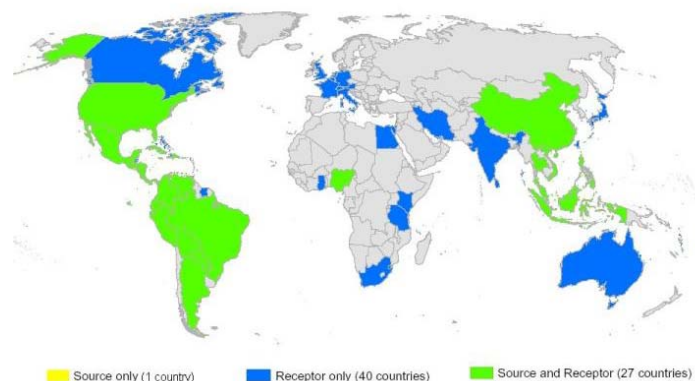 Source only (1 country)
Receptor only (40 countries)
Source and Receptor (27 countries)